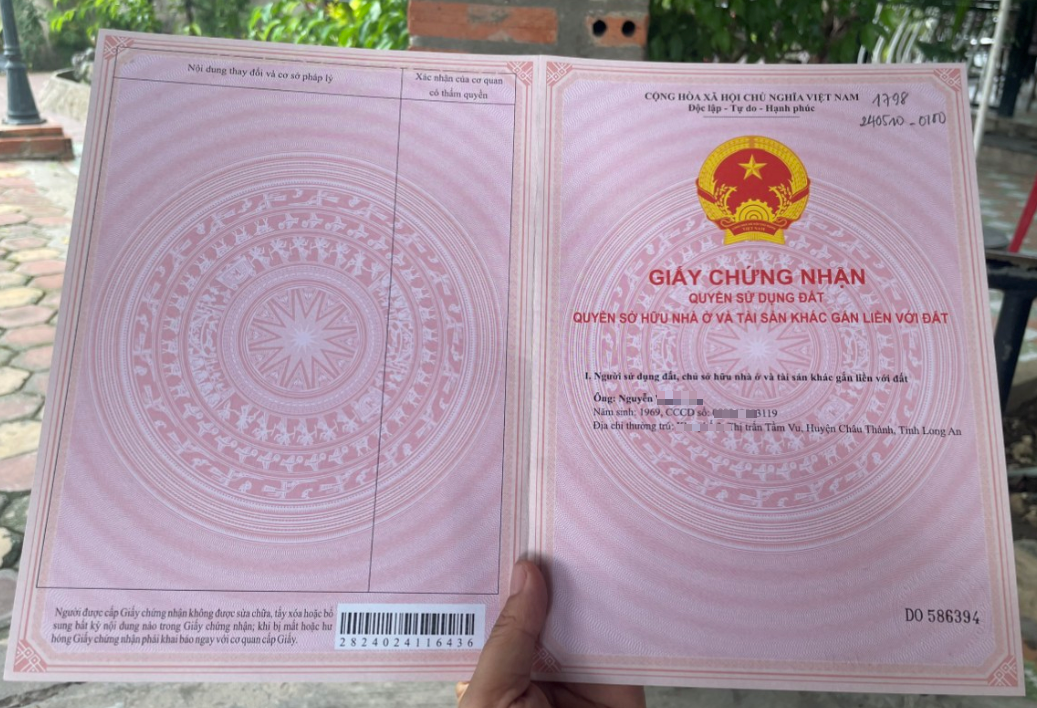 Nội dung thay đổi và cơ sở pháp lý
Xác nhận của cơ quan
có thẩm quyền
Người được cấp Giấy chứng nhận không được sửa chữa, tẩy xóa hoặc bổ
sung bất kỳ nội dung nào trong Giấy chứng nhận; khi bị mất hoặc hư
hỏng Giấy chứng nhận phải khai báo ngay với cơ quan cấp Giấy.
2824024116436
CỘNG HÒA XÃ HỘI CHỦ NGHĨA VIỆT NAM
Độc lập - Tự do - Hạnh phúc
1798
240510-0100
VIỆT NAM
GIẤY CHỨNG NHẬN
QUYỀN SỬ DỤNG ĐẤT
QUYỀN SỞ HỮU NHÀ Ở VÀ TÀI SẢN KHÁC GẮN LIỀN VỚI ĐẤT
I. Người sử dụng đất, chủ sở hữu nhà ở và tài sản khác gắn liền với đất
Ông: Nguyễn
Năm sinh: 1969, CCCD số: 3119
Địa chỉ thường trú: Thị trấn Tầm Vu, Huyện Châu Thành, Tỉnh Long An
DO 586394